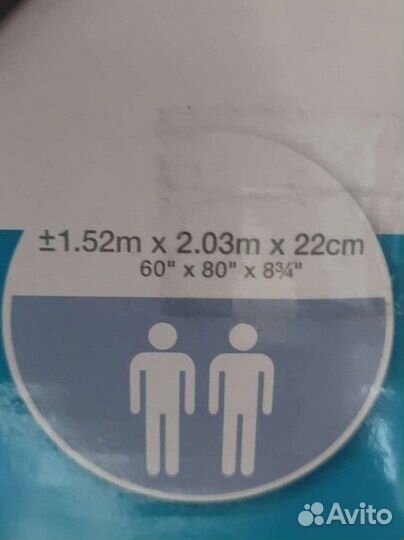 ±1.52m x 2.03m x 22cm
60" x 80" x 8¾"
Avito